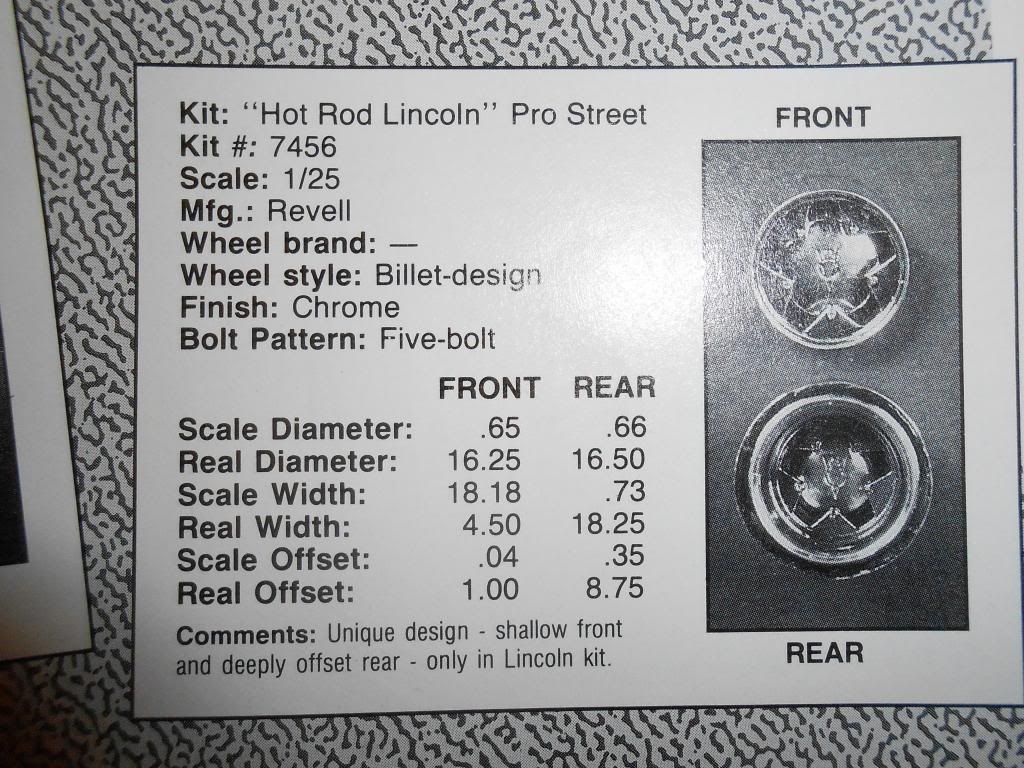 Kit: "Hot Rod Lincoln" Pro Street
Kit #: 7456
Scale: 1/25
Mfg.: Revell
Wheel brand: —
Wheel style: Billet-design
Finish: Chrome
Bolt Pattern: Five-bolt
FRONT REAR
Scale Diameter: .65 .66
Real Diameter: 16.25 16.50
Scale Width: 18.18 .73
Real Width: 4.50 18.25
Scale Offset: .04 .35
Real Offset: 1.00 8.75
Comments: Unique design - shallow front
and deeply offset rear - only in Lincoln kit.
FRONT
REAR